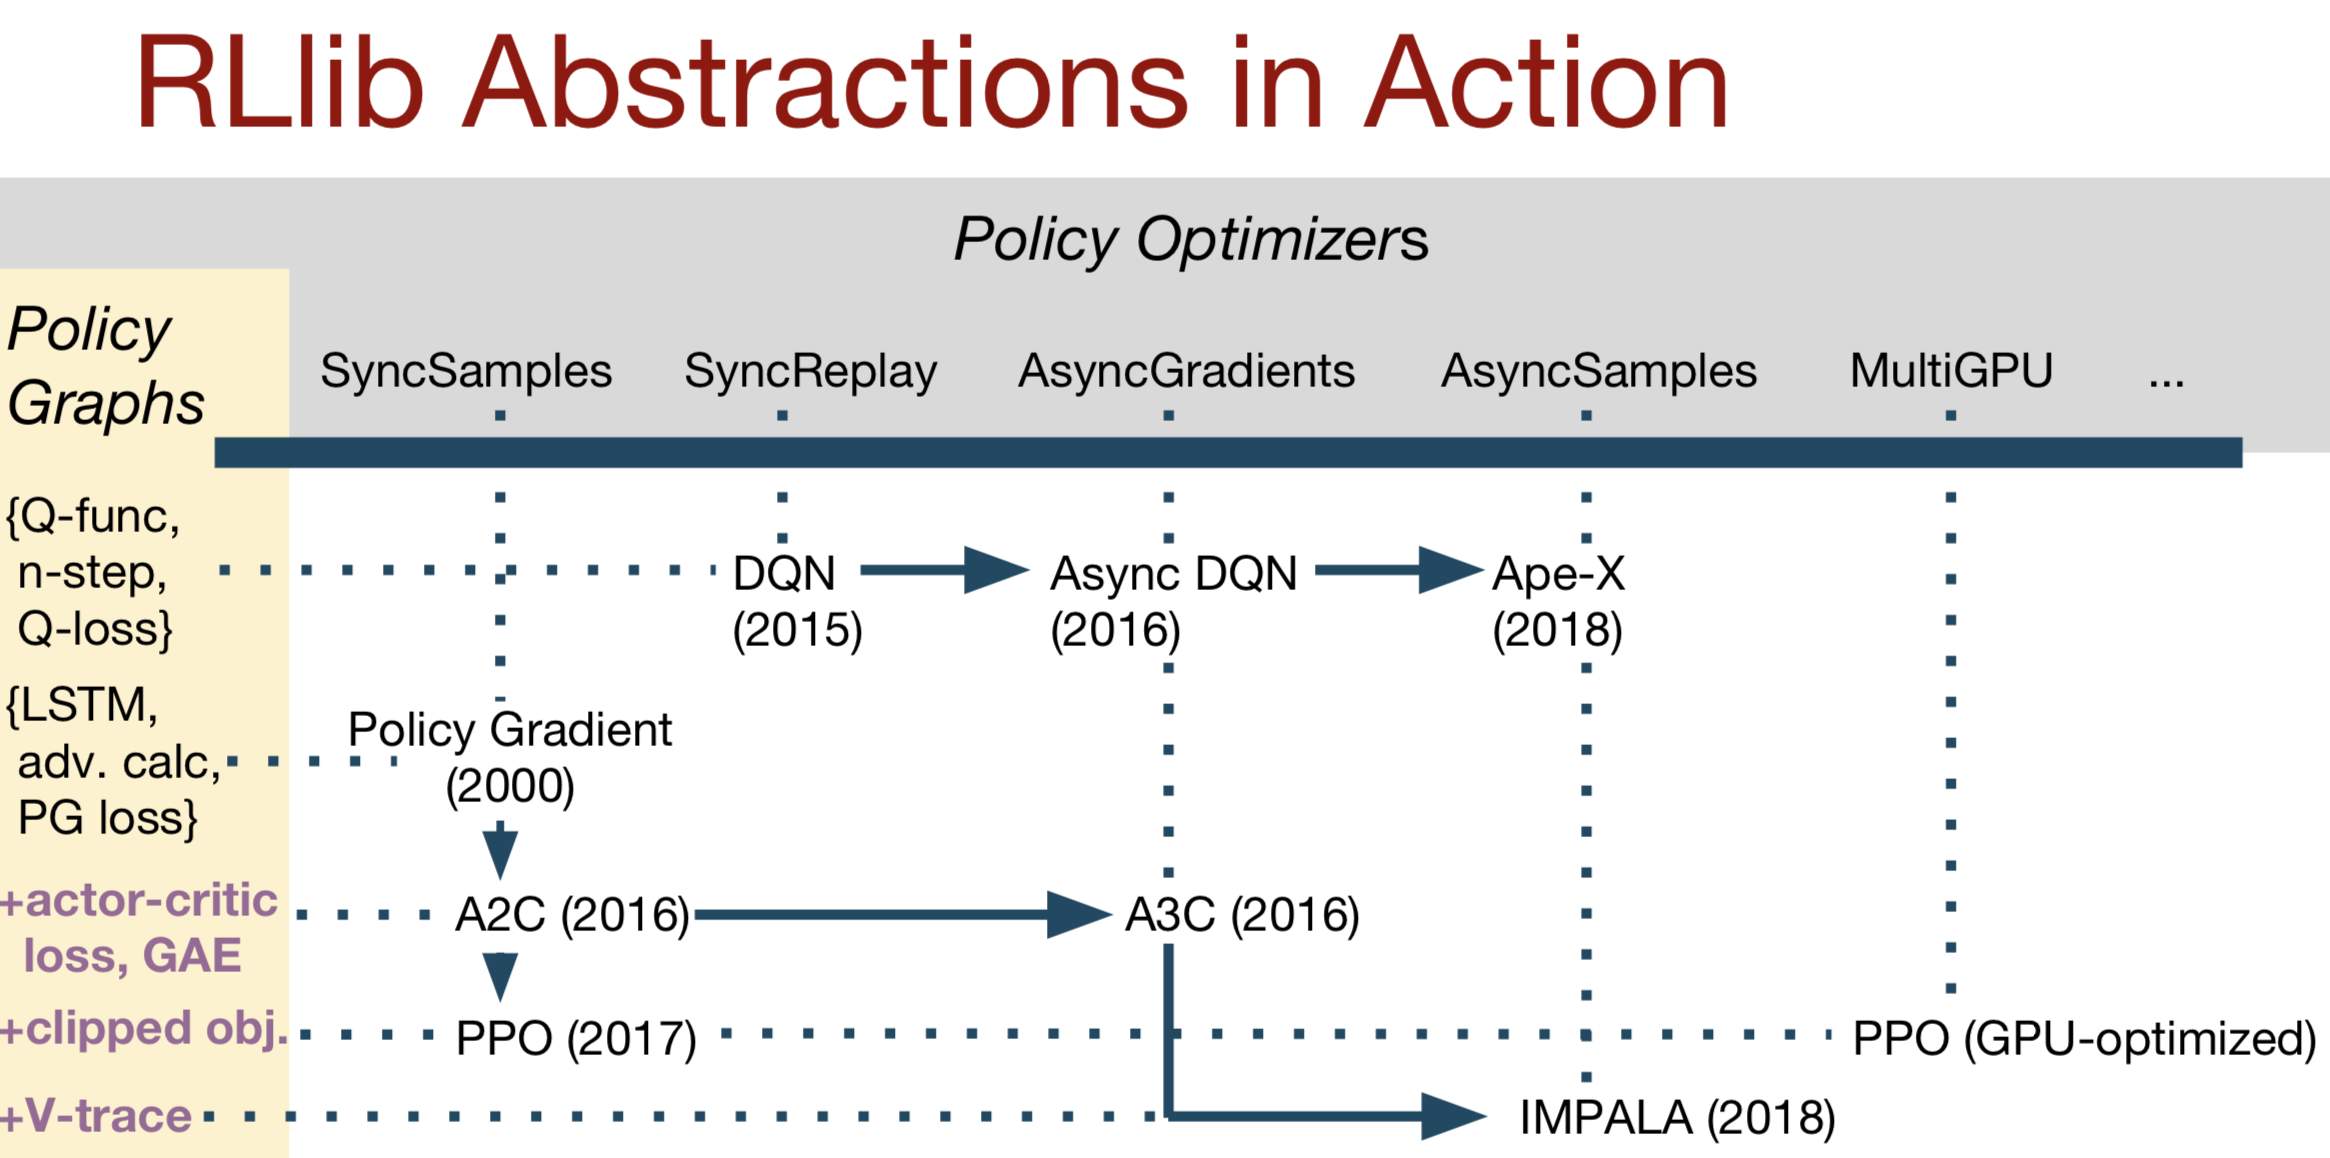 RLlib Abstractions in Action
Policy Optimizers
Policy
Graphs
SyncSamples
SyncReplay
AsyncGradients
AsyncSamples
MultiGPU
...
{Q-func,
n-step,
Q-loss}
DQN
(2015)
Async DQN
(2016)
Ape-X
(2018)
{LSTM,
adv. calc,
PG loss}
Policy Gradient
(2000)
+actor-critic
loss, GAE
A2C (2016)
A3C (2016)
+clipped obj.
PPO (2017)
PPO (GPU-optimized)
+V-trace
IMPALA (2018)